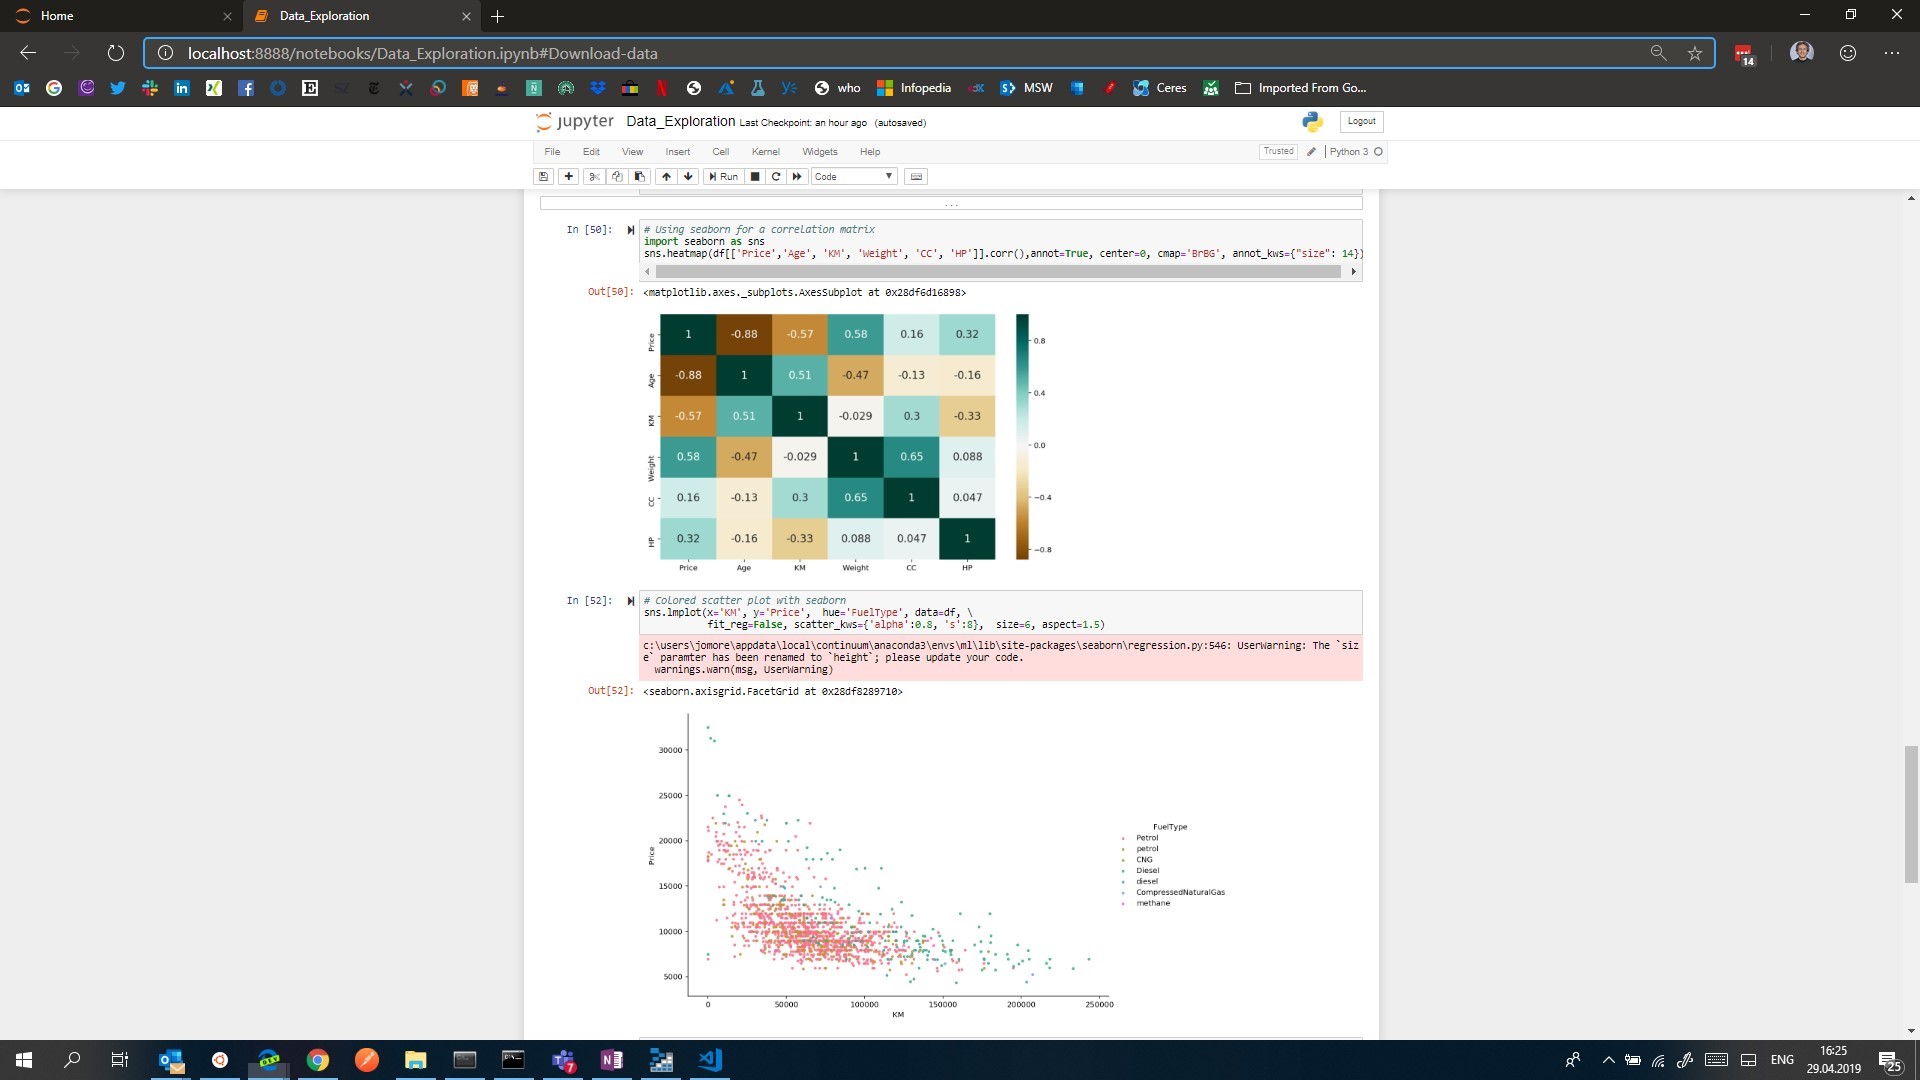 Home
Data_Exploration
localhost:8888/notebooks/Data_Exploration.ipynb#Download-data
14
who
Infopedia
MSW
Ceres
Imported From Go...
jupyter Data_Exploration Last Checkpoint: an hour ago (autosaved)
Logout
File Edit View Insert Cell Kernel Widgets Help
Trusted
Python 3
Run
Code
...
In [50]:
# Using seaborn for a correlation matrix
import seaborn as sns
sns.heatmap(df[['Price','Age', 'KM', 'Weight', 'CC', 'HP']].corr(),annot=True, center=0, cmap='BrBG', annot_kws={"size": 14})
Out[50]: <matplotlib.axes._subplots.AxesSubplot at 0x28df6d16898>
Price 1 -0.88 -0.57 0.58 0.16 0.32
Age -0.88 1 0.51 -0.47 -0.13 -0.16
KM -0.57 0.51 1 -0.029 0.3 -0.33
Weight 0.58 -0.47 -0.029 1 0.65 0.088
CC 0.16 -0.13 0.3 0.65 1 0.047
HP 0.32 -0.16 -0.33 0.088 0.047 1
Price Age KM Weight CC HP
0.8
0.4
0.0
−0.4
−0.8
In [52]:
# Colored scatter plot with seaborn
sns.lmplot(x='KM', y='Price', hue='FuelType', data=df, \
fit_reg=False, scatter_kws={'alpha':0.8, 's':8}, size=6, aspect=1.5)
c:\users\jomore\appdata\local\continuum\anaconda3\envs\ml\lib\site-packages\seaborn\regression.py:546: UserWarning: The `siz
e` paramter has been renamed to `height`; please update your code.
warnings.warn(msg, UserWarning)
Out[52]: <seaborn.axisgrid.FacetGrid at 0x28df8289710>
30000
25000
20000
15000
10000
5000
Price
0 50000 100000 150000 200000 250000
KM
FuelType
Petrol
petrol
CNG
Diesel
diesel
CompressedNaturalGas
methane
7
ENG
16:25
29.04.2019
25